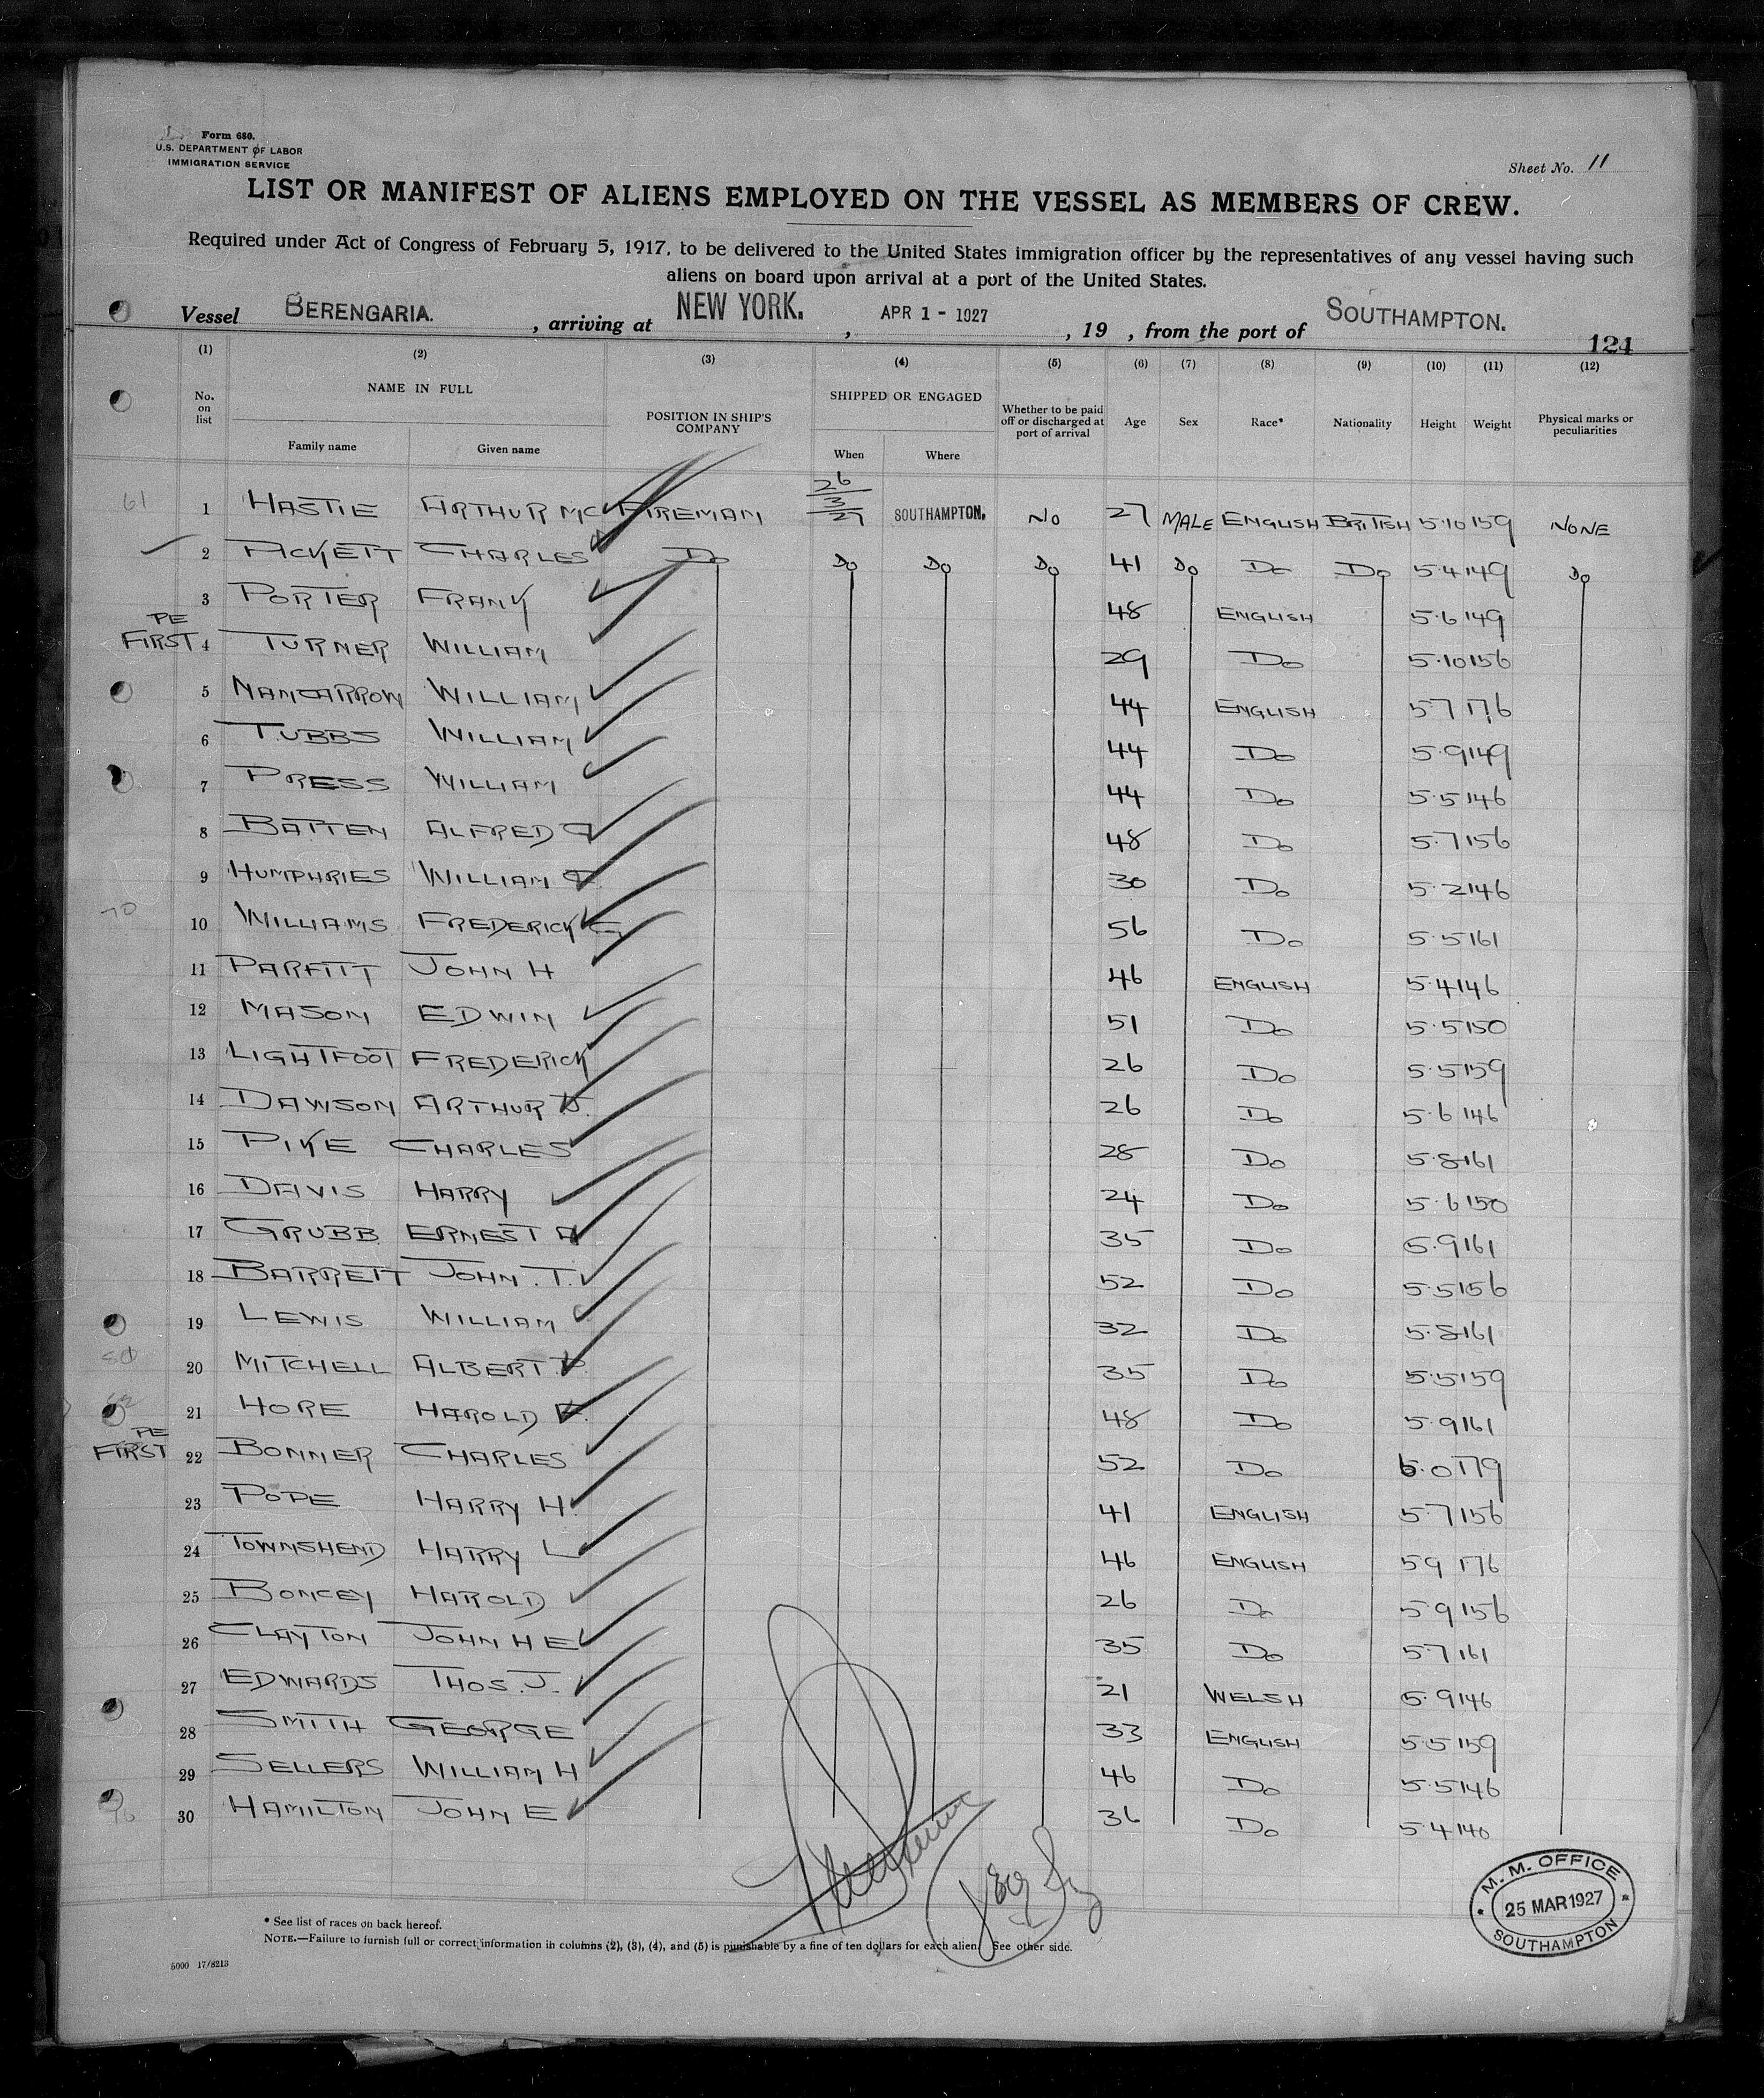 Form 680.
U.S. DEPARTMENT OF LABOR
IMMIGRATION SERVICE
Sheet No. 11
LIST OR MANIFEST OF ALIENS EMPLOYED ON THE VESSEL AS MEMBERS OF CREW.
Required under Act of Congress of February 5, 1917, to be delivered to the United States immigration officer by the representatives of any vessel having such
aliens on board upon arrival at a port of the United States.
Vessel BERENGARIA. , arriving at NEW YORK. , APR 1 - 1927 , 19 , from the port of SOUTHAMPTON.
124
(1) (2) (3) (4) (5) (6) (7) (8) (9) (10) (11) (12)
No. on list NAME IN FULL Family name Given name POSITION IN SHIP'S COMPANY SHIPPED OR ENGAGED When Where Whether to be paid off or discharged at port of arrival Age Sex Race* Nationality Height Weight Physical marks or peculiarities
61 1 HASTIE ARTHUR MC FIREMAN 26/3/27 SOUTHAMPTON. NO 27 MALE ENGLISH BRITISH 5.10 159 NONE
2 PICKETT CHARLES DO DO DO DO 41 DO DO DO 5.4 149 DO
3 PORTER FRANK 48 ENGLISH 5.6 149
PE
FIRST 4 TURNER WILLIAM 29 DO 5.10 156
5 NANCARROW WILLIAM 44 ENGLISH 5.7 176
6 TUBBS WILLIAM 44 DO 5.9 149
7 PRESS WILLIAM 44 DO 5.5 146
8 BATTEN ALFRED G 48 DO 5.7 156
9 HUMPHRIES WILLIAM 30 DO 5.2 146
70 10 WILLIAMS FREDERICK G 56 DO 5.5 161
11 PARFITT JOHN H 46 ENGLISH 5.4 146
12 MASON EDWIN 51 DO 5.5 150
13 LIGHTFOOT FREDERICK 26 DO 5.5 159
14 DAWSON ARTHUR J. 26 DO 5.6 146
15 PIKE CHARLES 28 DO 5.8 161
16 DAVIS HARRY 24 DO 5.6 150
17 GRUBB ERNEST A 35 DO 5.9 161
18 BARRETT JOHN. T. 52 DO 5.5 156
19 LEWIS WILLIAM 32 DO 5.8 161
80 20 MITCHELL ALBERT 35 DO 5.5 159
21 HORE HAROLD 48 DO 5.9 161
PE
FIRST 22 BONNER CHARLES 52 DO 6.0 179
23 POPE HARRY H. 41 ENGLISH 5.7 156
24 TOWNSHEND HARRY L 46 ENGLISH 5 9 176
25 BONCEY HAROLD 26 DO 5 9 156
26 CLAYTON JOHN H E 35 DO 5 7 161
27 EDWARDS THOS. J. 21 WELSH 5.9 146
28 SMITH GEORGE 33 ENGLISH 5.5 159
29 SELLERS WILLIAM H 46 DO 5.5 146
30 HAMILTON JOHN E 36 DO 5.4 140
M. M. OFFICE
25 MAR 1927
SOUTHAMPTON
* See list of races on back hereof.
NOTE.—Failure to furnish full or correct information in columns (2), (3), (4), and (5) is punishable by a fine of ten dollars for each alien. See other side.
5000 17/8213